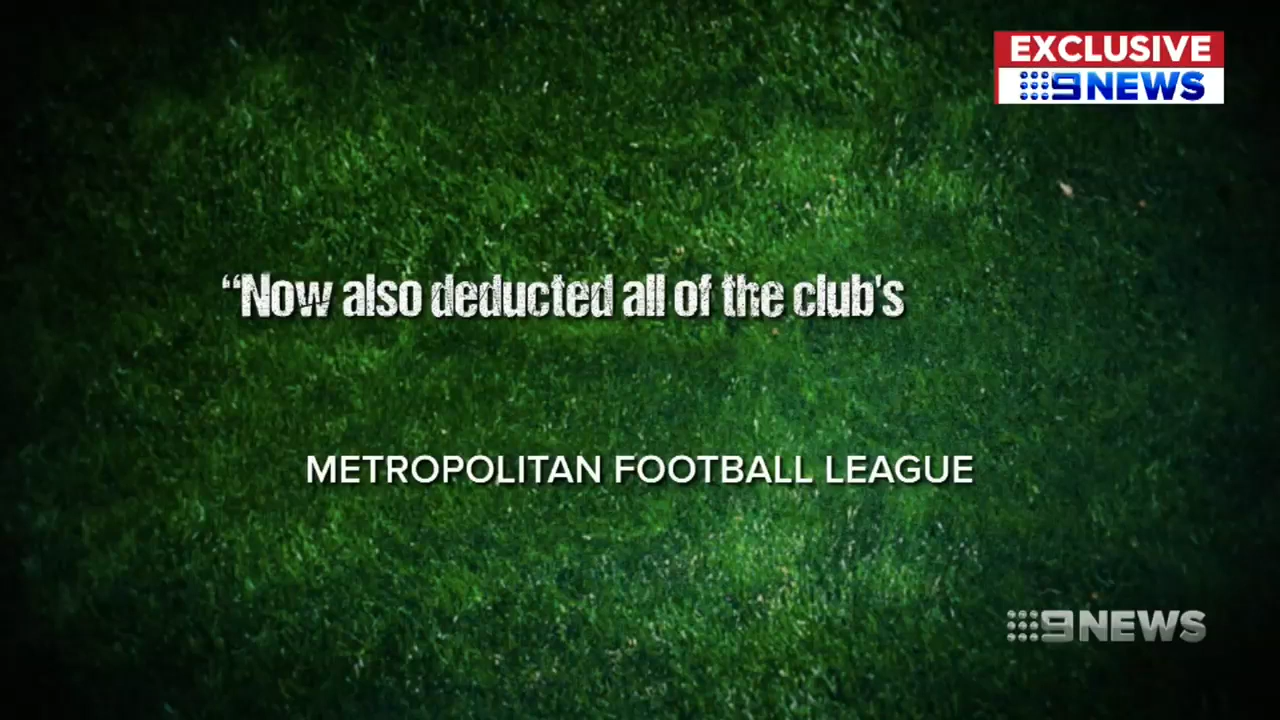 EXCLUSIVE
9NEWS
“Now also deducted all of the club's
METROPOLITAN FOOTBALL LEAGUE
9NEWS